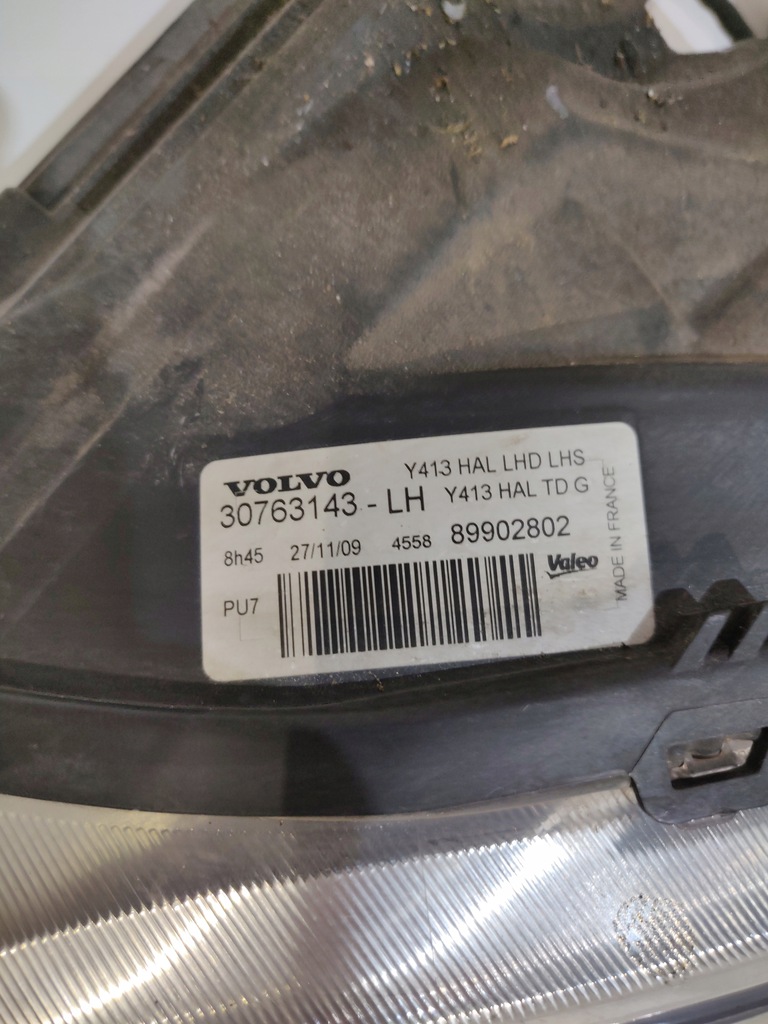 VOLVO Y413 HAL LHD LHS
30763143 - LH Y413 HAL TD G
8h45 27/11/09 4558 89902802
PU7 Valeo
MADE IN FRANCE